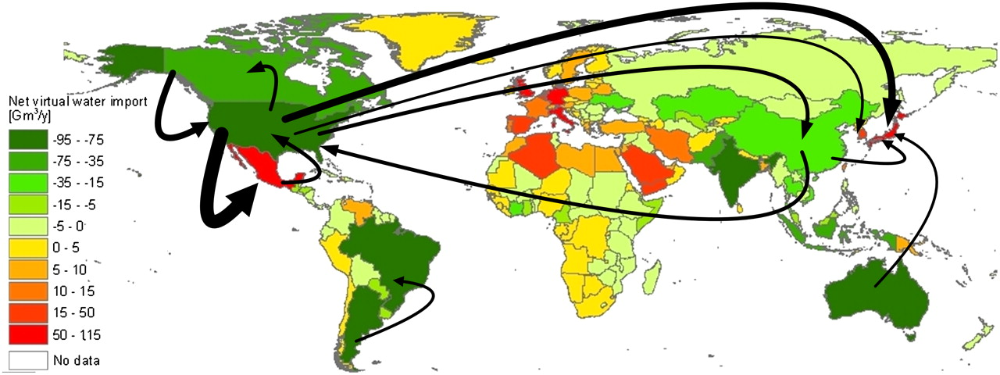 Net virtual water import
[Gm³/y]
-95 - -75
-75 - -35
-35 - -15
-15 - -5
-5 - 0
0 - 5
5 - 10
10 - 15
15 - 50
50 - 115
No data